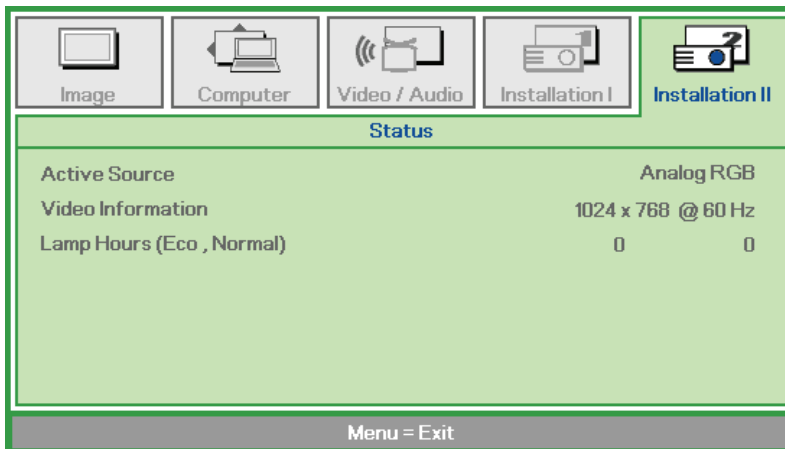 Image Computer Video / Audio Installation I Installation II
Status
Active Source Analog RGB
Video Information 1024 x 768 @ 60 Hz
Lamp Hours (Eco , Normal) 0 0
Menu = Exit